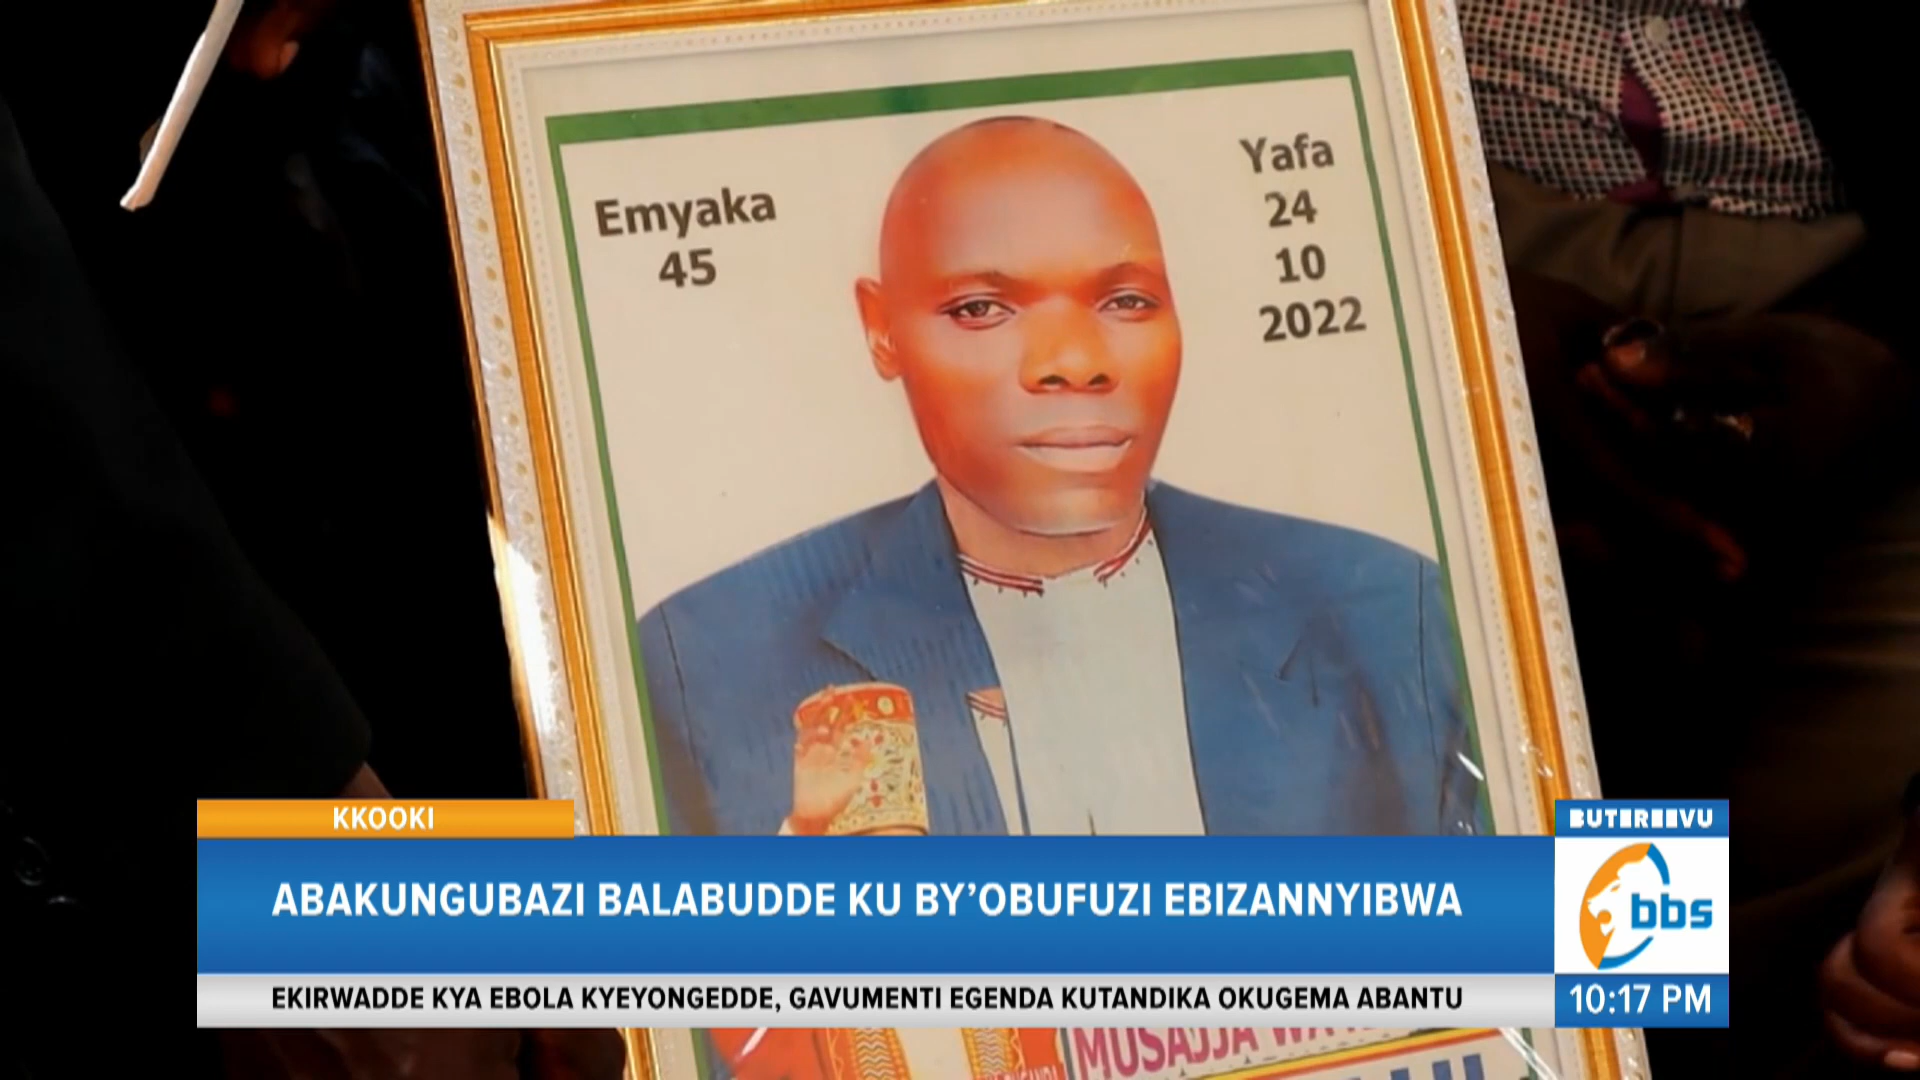 Emyaka
45
Yafa
24
10
2022
KKOOKI
BUTEREEVU
ABAKUNGUBAZI BALABUDDE KU BY’OBUFUZI EBIZANNYIBWA
bbs
EKIRWADDE KYA EBOLA KYEYONGEDDE, GAVUMENTI EGENDA KUTANDIKA OKUGEMA ABANTU
10:17 PM
MUSAJJA